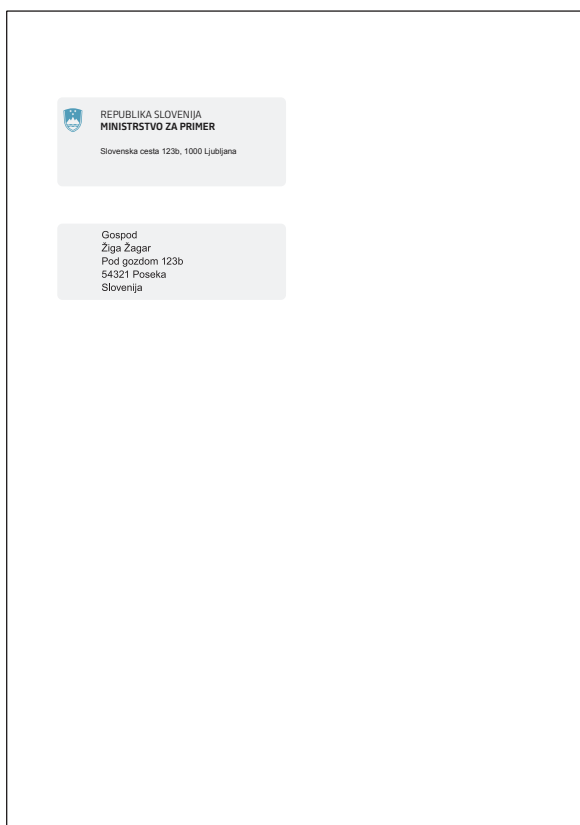 REPUBLIKA SLOVENIJA
MINISTRSTVO ZA PRIMER
Slovenska cesta 123b, 1000 Ljubljana
Gospod
Žiga Žagar
Pod gozdom 123b
54321 Poseka
Slovenija